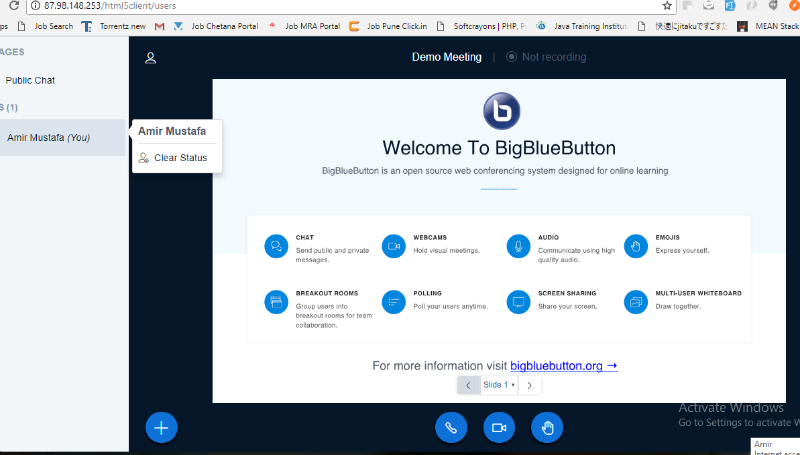 87.98.148.253/html5client/users
ps Job Search Torrentz new Job Chetana Portal Job MRA Portal Job Pune Click.in Softcrayons | PHP, Py Java Training Institut 快適にjitakuですごすた MEAN Stack
AGES
Public Chat
S (1)
Amir Mustafa (You)
Amir Mustafa
Clear Status
Demo Meeting | Not recording
b
Welcome To BigBlueButton
BigBlueButton is an open source web conferencing system designed for online learning
CHAT
Send public and private
messages.
WEBCAMS
Hold visual meetings.
AUDIO
Communicate using high
quality audio.
EMOJIS
Express yourself.
BREAKOUT ROOMS
Group users into
breakout rooms for team
collaboration.
POLLING
Poll your users anytime.
SCREEN SHARING
Share your screen.
MULTI-USER WHITEBOARD
Draw together.
For more information visit bigbluebutton.org →
Slide 1
Activate Windows
Go to Settings to activate W
Amir
Internet acce